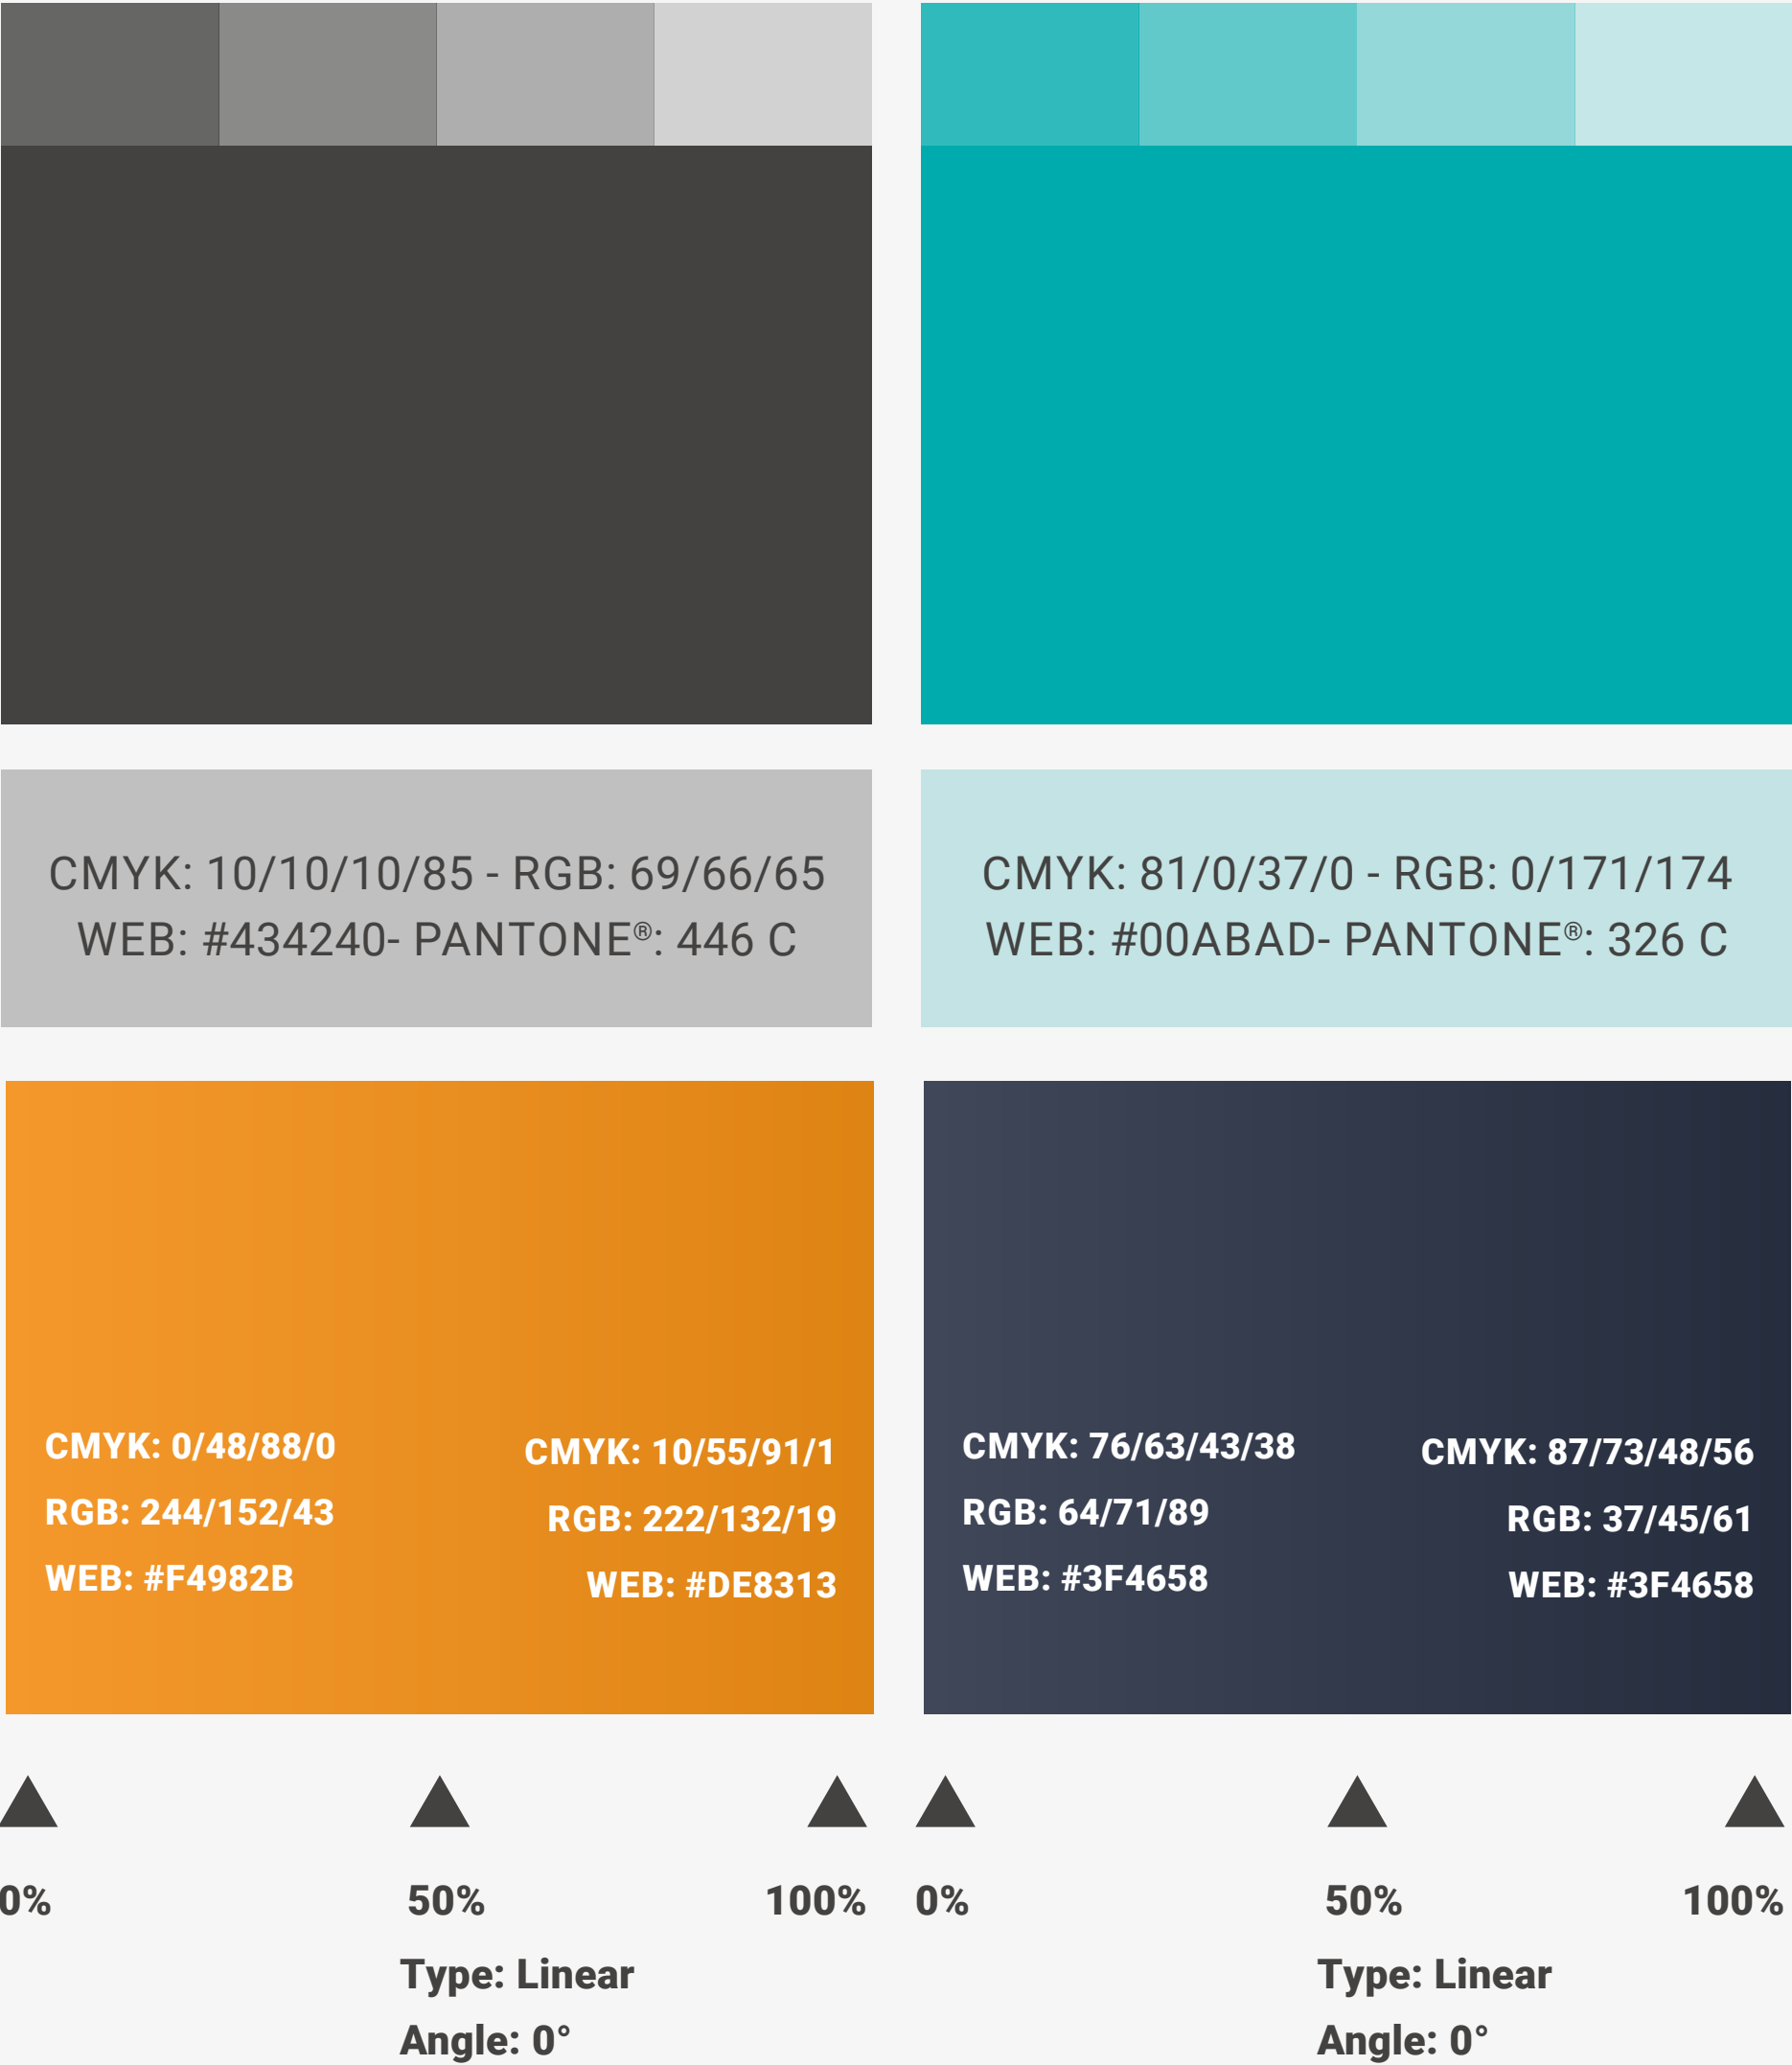 CMYK: 10/10/10/85 - RGB: 69/66/65
WEB: #434240- PANTONE®: 446 C
CMYK: 81/0/37/0 - RGB: 0/171/174
WEB: #00ABAD- PANTONE®: 326 C
CMYK: 0/48/88/0
RGB: 244/152/43
WEB: #F4982B
CMYK: 10/55/91/1
RGB: 222/132/19
WEB: #DE8313
CMYK: 76/63/43/38
RGB: 64/71/89
WEB: #3F4658
CMYK: 87/73/48/56
RGB: 37/45/61
WEB: #3F4658
0%
50%
100%
Type: Linear
Angle: 0°
0%
50%
100%
Type: Linear
Angle: 0°